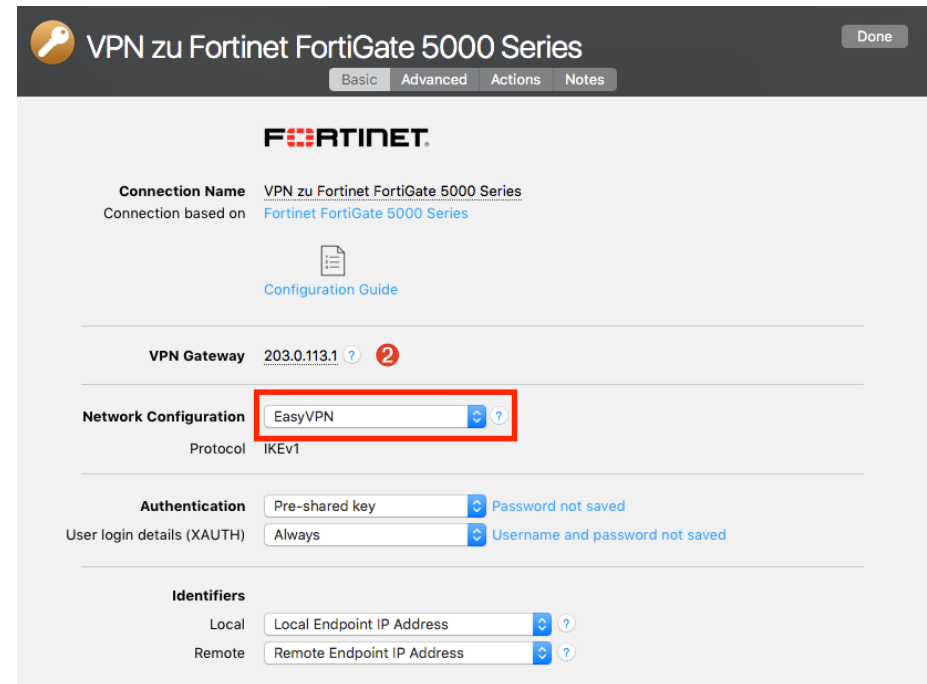 VPN zu Fortinet FortiGate 5000 Series
Done
Basic Advanced Actions Notes
FORTINET.
Connection Name VPN zu Fortinet FortiGate 5000 Series
Connection based on Fortinet FortiGate 5000 Series
Configuration Guide
VPN Gateway 203.0.113.1 ? 2
Network Configuration EasyVPN ?
Protocol IKEv1
Authentication Pre-shared key Password not saved
User login details (XAUTH) Always Username and password not saved
Identifiers
Local Local Endpoint IP Address ?
Remote Remote Endpoint IP Address ?